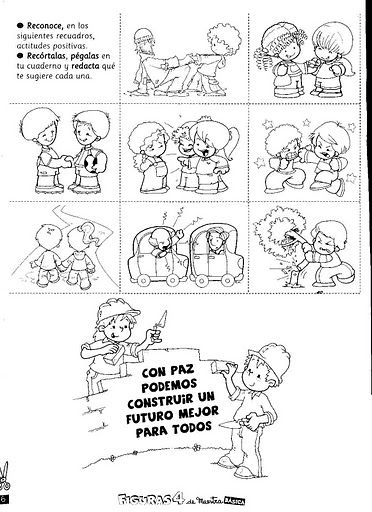 ● Reconoce, en los
siguientes recuadros,
actitudes positivas.
● Recórtalas, pégalas en
tu cuaderno y redacta qué
te sugiere cada una.
CON PAZ
PODEMOS
CONSTRUIR UN
FUTURO MEJOR
PARA TODOS
6
FIGURAS 4 de Maestra BÁSICA